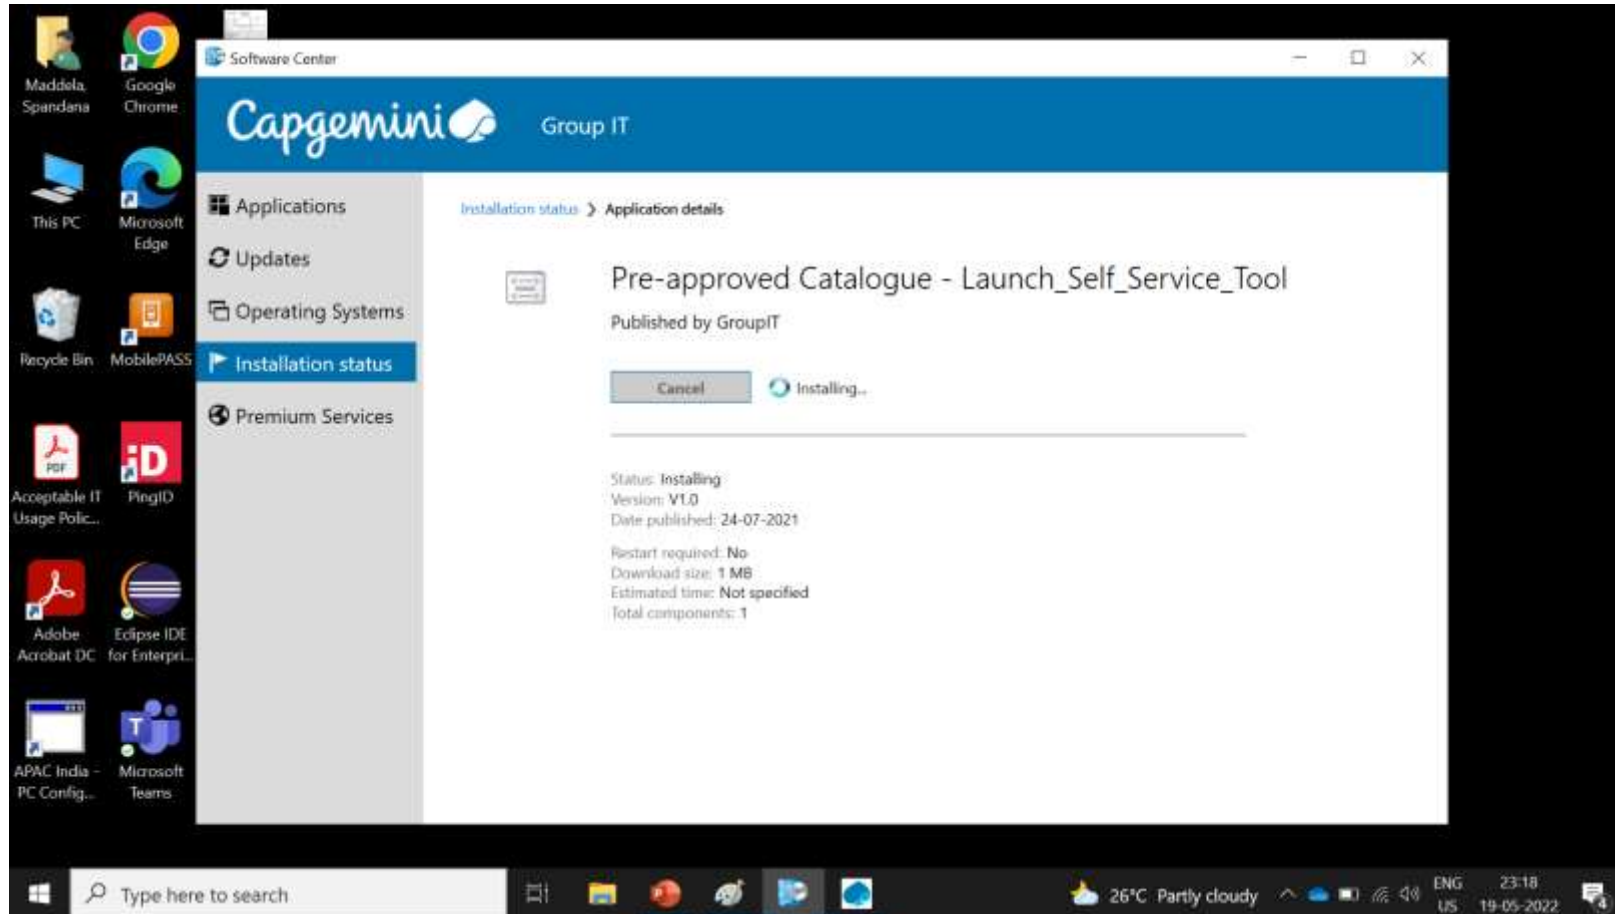 Maddela, Spandana
Google Chrome
This PC
Microsoft Edge
Recycle Bin
MobilePASS
PDF
Acceptable IT Usage Polic...
iD
PingID
Adobe Acrobat DC
Eclipse IDE for Enterpri...
APAC India - PC Config...
T
Microsoft Teams
Software Center
Capgemini
Group IT
Applications
Updates
Operating Systems
Installation status
Premium Services
Installation status ❯ Application details
Pre-approved Catalogue - Launch_Self_Service_Tool
Published by GroupIT
Cancel
Installing...
Status: Installing
Version: V1.0
Date published: 24-07-2021
Restart required: No
Download size: 1 MB
Estimated time: Not specified
Total components: 1
Type here to search
26°C Partly cloudy
ENG
US
23:18
19-05-2022
4